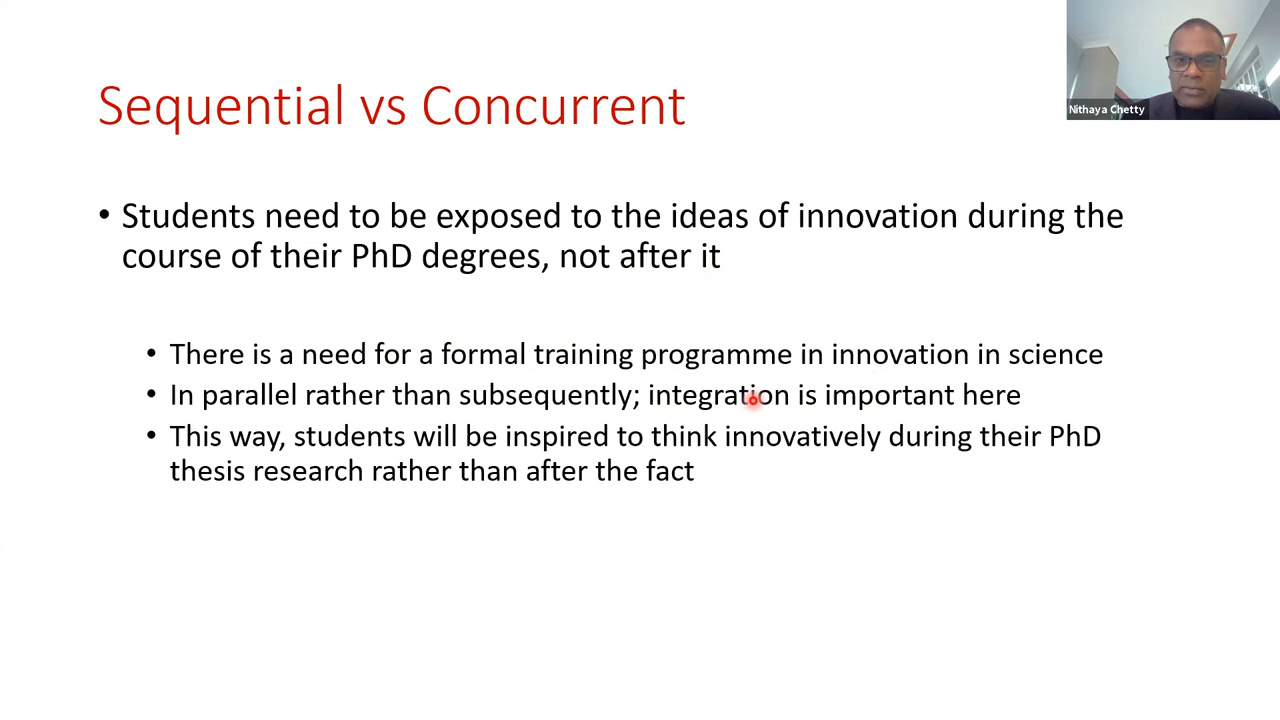 Sequential vs Concurrent
Nithaya Chetty
• Students need to be exposed to the ideas of innovation during the
course of their PhD degrees, not after it
• There is a need for a formal training programme in innovation in science
• In parallel rather than subsequently; integration is important here
• This way, students will be inspired to think innovatively during their PhD
thesis research rather than after the fact